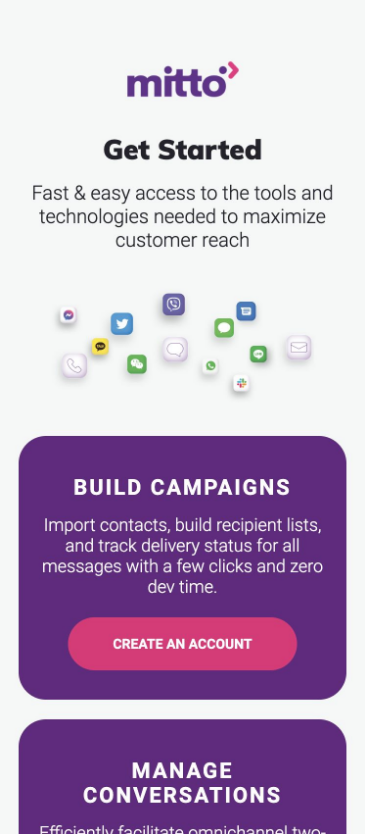 mitto
Get Started
Fast & easy access to the tools and
technologies needed to maximize
customer reach
BUILD CAMPAIGNS
Import contacts, build recipient lists,
and track delivery status for all
messages with a few clicks and zero
dev time.
CREATE AN ACCOUNT
MANAGE
CONVERSATIONS
Efficiently facilitate omnichannel two-